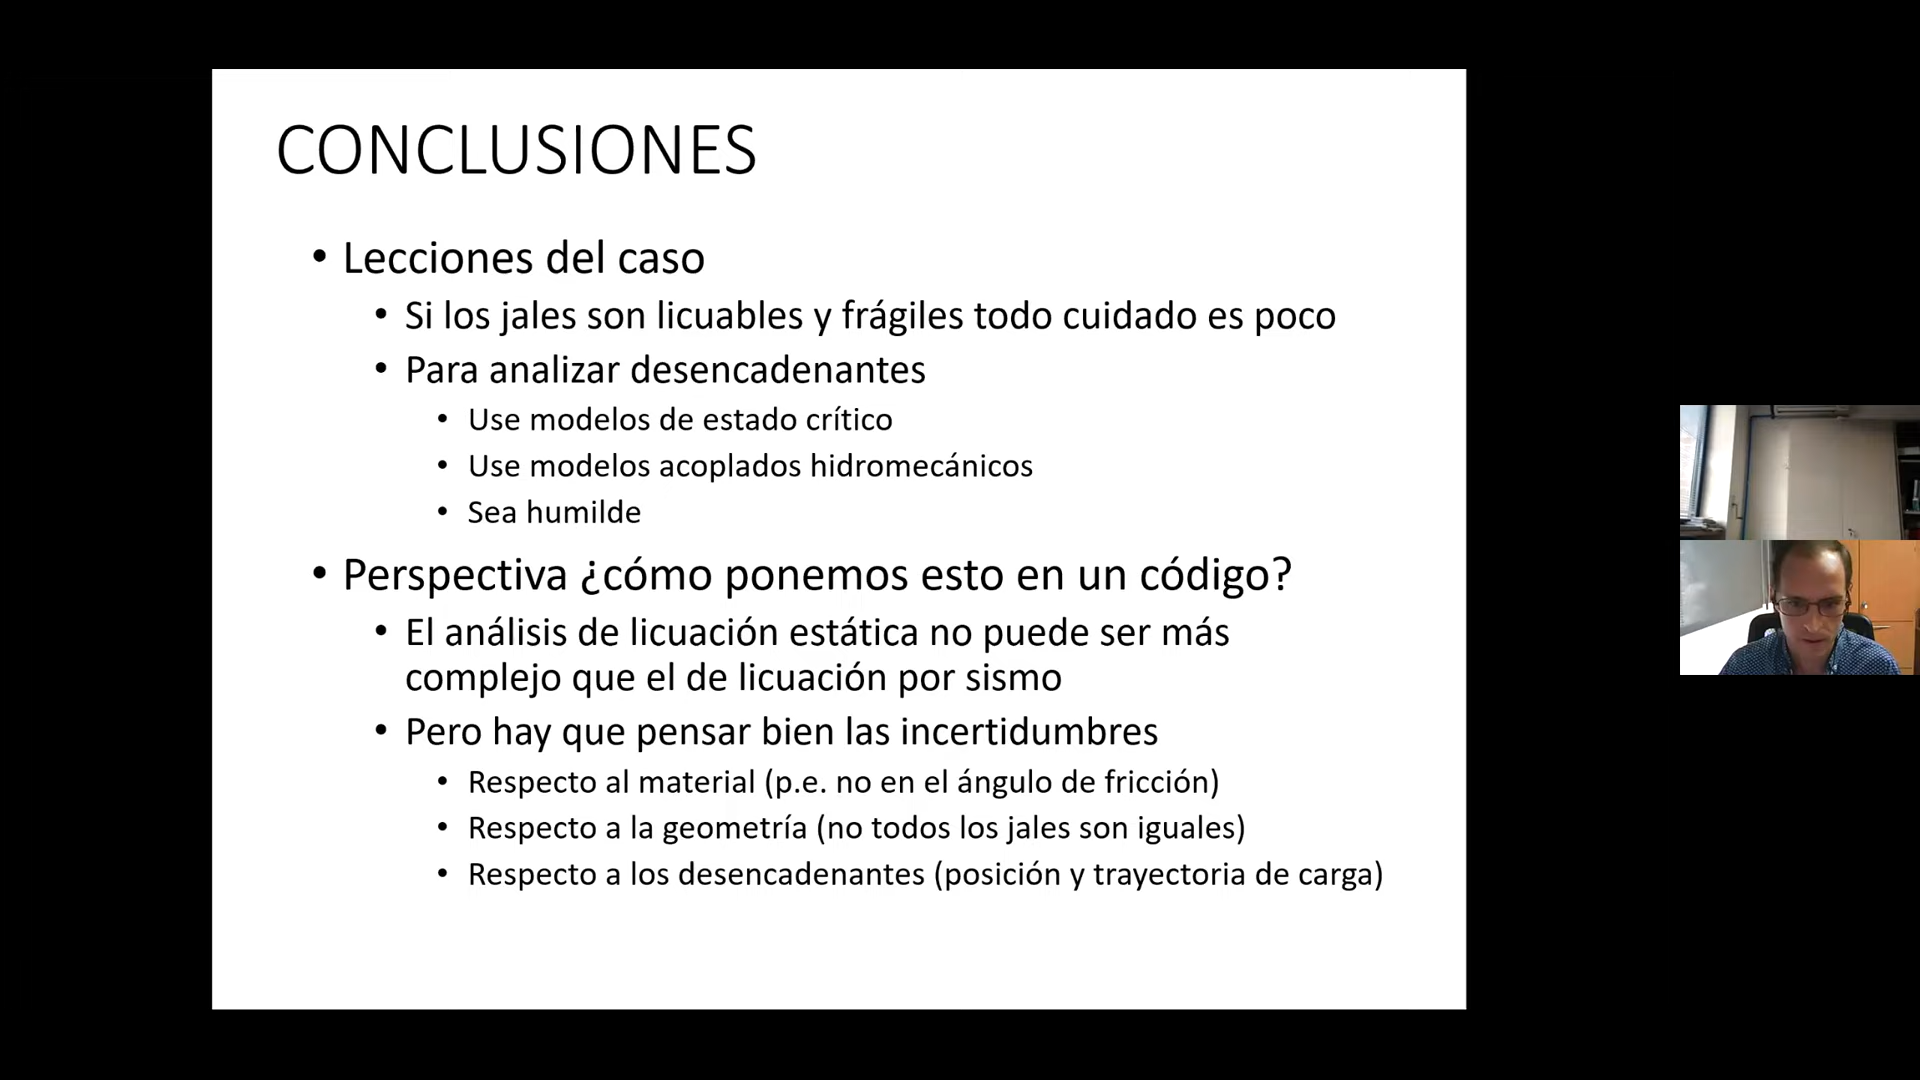 CONCLUSIONES
• Lecciones del caso
• Si los jales son licuables y frágiles todo cuidado es poco
• Para analizar desencadenantes
• Use modelos de estado crítico
• Use modelos acoplados hidromecánicos
• Sea humilde
• Perspectiva ¿cómo ponemos esto en un código?
• El análisis de licuación estática no puede ser más
complejo que el de licuación por sismo
• Pero hay que pensar bien las incertidumbres
• Respecto al material (p.e. no en el ángulo de fricción)
• Respecto a la geometría (no todos los jales son iguales)
• Respecto a los desencadenantes (posición y trayectoria de carga)